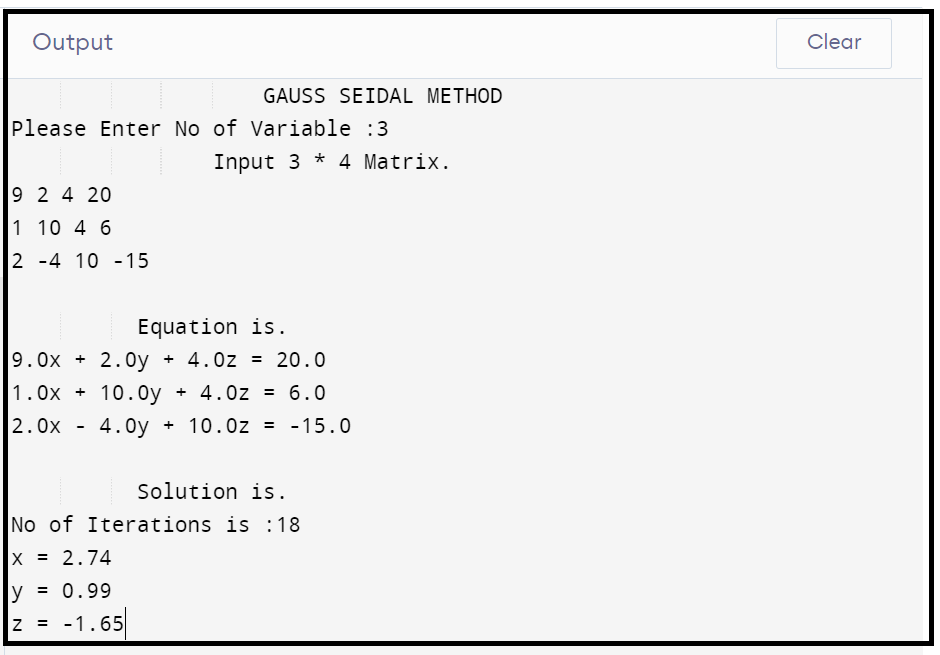 Output
Clear
GAUSS SEIDAL METHOD
Please Enter No of Variable :3
Input 3 * 4 Matrix.
9 2 4 20
1 10 4 6
2 -4 10 -15
Equation is.
9.0x + 2.0y + 4.0z = 20.0
1.0x + 10.0y + 4.0z = 6.0
2.0x - 4.0y + 10.0z = -15.0
Solution is.
No of Iterations is :18
x = 2.74
y = 0.99
z = -1.65